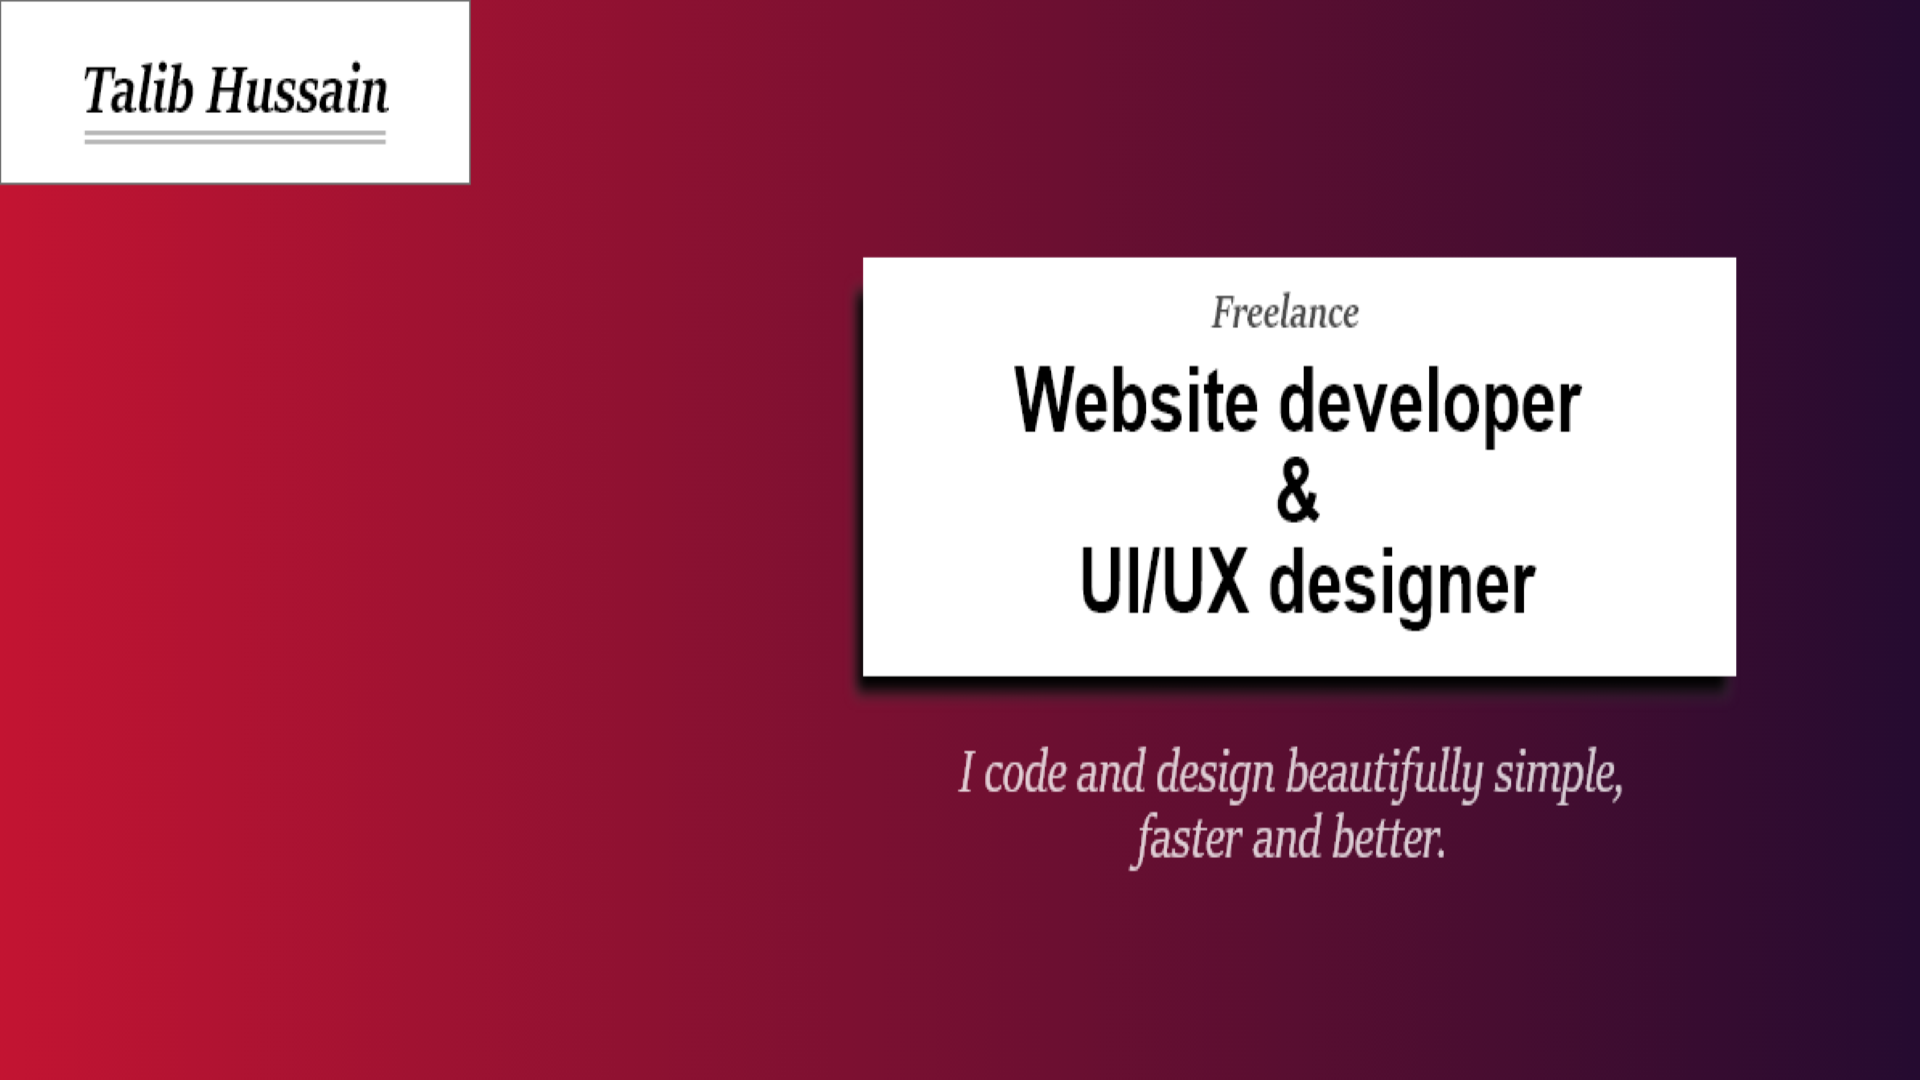 Talib Hussain
Freelance
Website developer
&
UI/UX designer
I code and design beautifully simple,
faster and better.